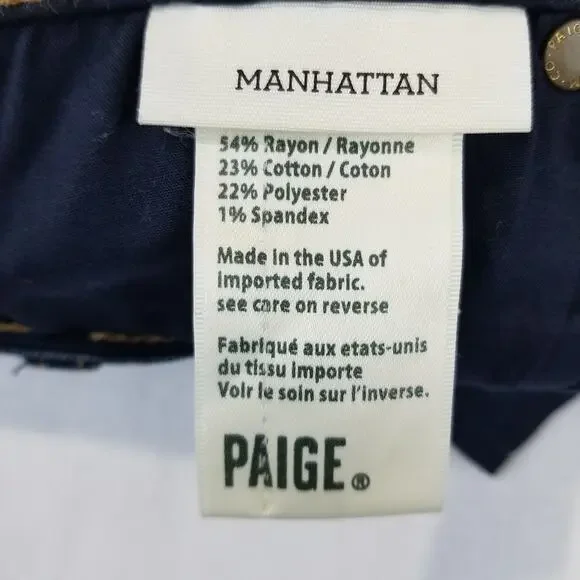 MANHATTAN
54% Rayon / Rayonne
23% Cotton / Coton
22% Polyester
1% Spandex
Made in the USA of
imported fabric.
see care on reverse
Fabriqué aux etats-unis
du tissu importe
Voir le soin sur l'inverse.
PAIGE®